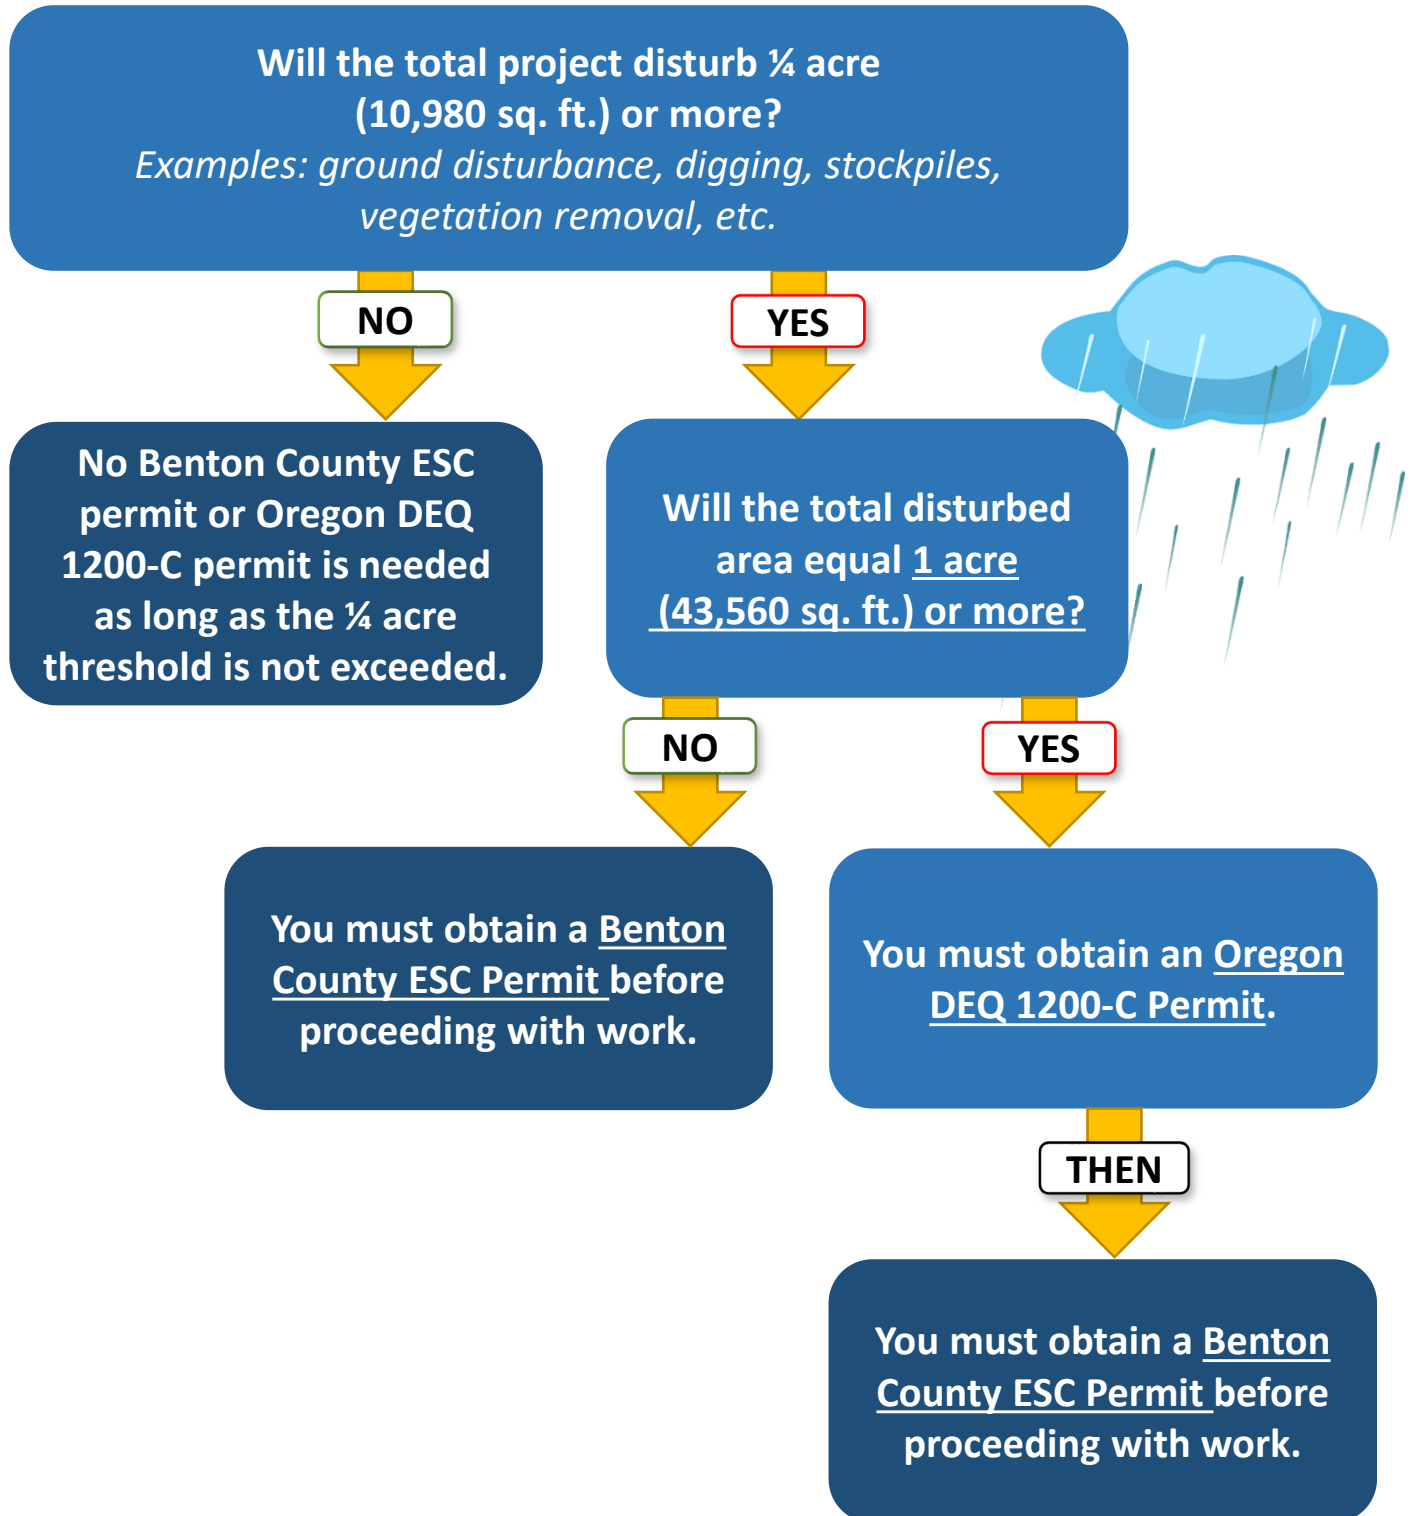 Will the total project disturb ¼ acre
(10,980 sq. ft.) or more?
Examples: ground disturbance, digging, stockpiles,
vegetation removal, etc.
NO
YES
No Benton County ESC
permit or Oregon DEQ
1200-C permit is needed
as long as the ¼ acre
threshold is not exceeded.
Will the total disturbed
area equal 1 acre
(43,560 sq. ft.) or more?
NO
YES
You must obtain a Benton
County ESC Permit before
proceeding with work.
You must obtain an Oregon
DEQ 1200-C Permit.
THEN
You must obtain a Benton
County ESC Permit before
proceeding with work.